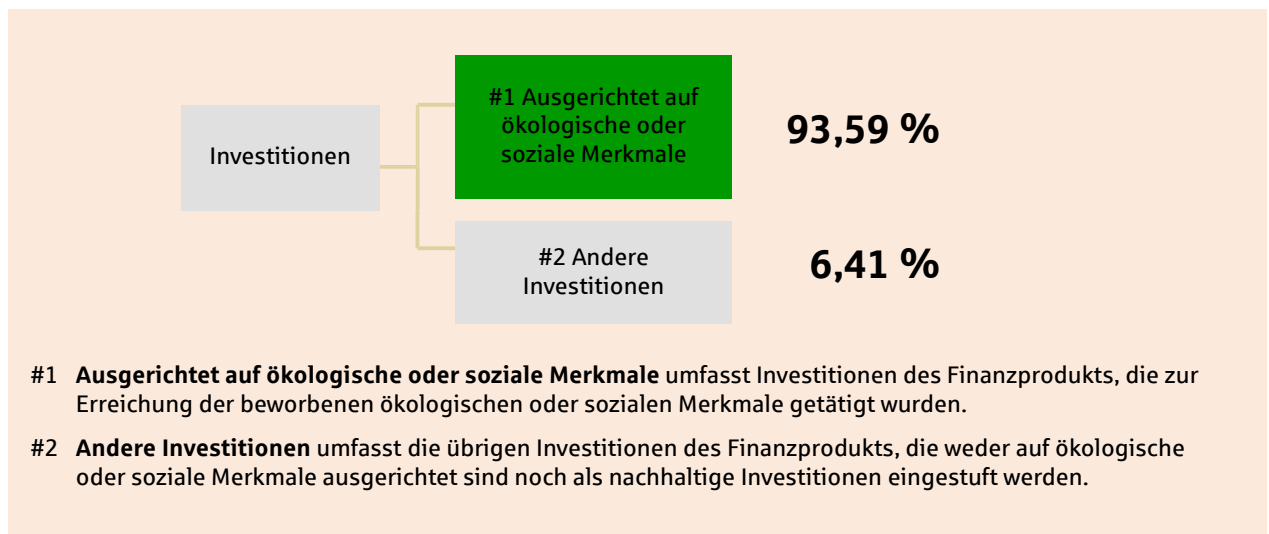 #1 Ausgerichtet auf
ökologische oder
soziale Merkmale
93,59 %
Investitionen
#2 Andere
Investitionen
6,41 %
#1 Ausgerichtet auf ökologische oder soziale Merkmale umfasst Investitionen des Finanzprodukts, die zur
Erreichung der beworbenen ökologischen oder sozialen Merkmale getätigt wurden.
#2 Andere Investitionen umfasst die übrigen Investitionen des Finanzprodukts, die weder auf ökologische
oder soziale Merkmale ausgerichtet sind noch als nachhaltige Investitionen eingestuft werden.